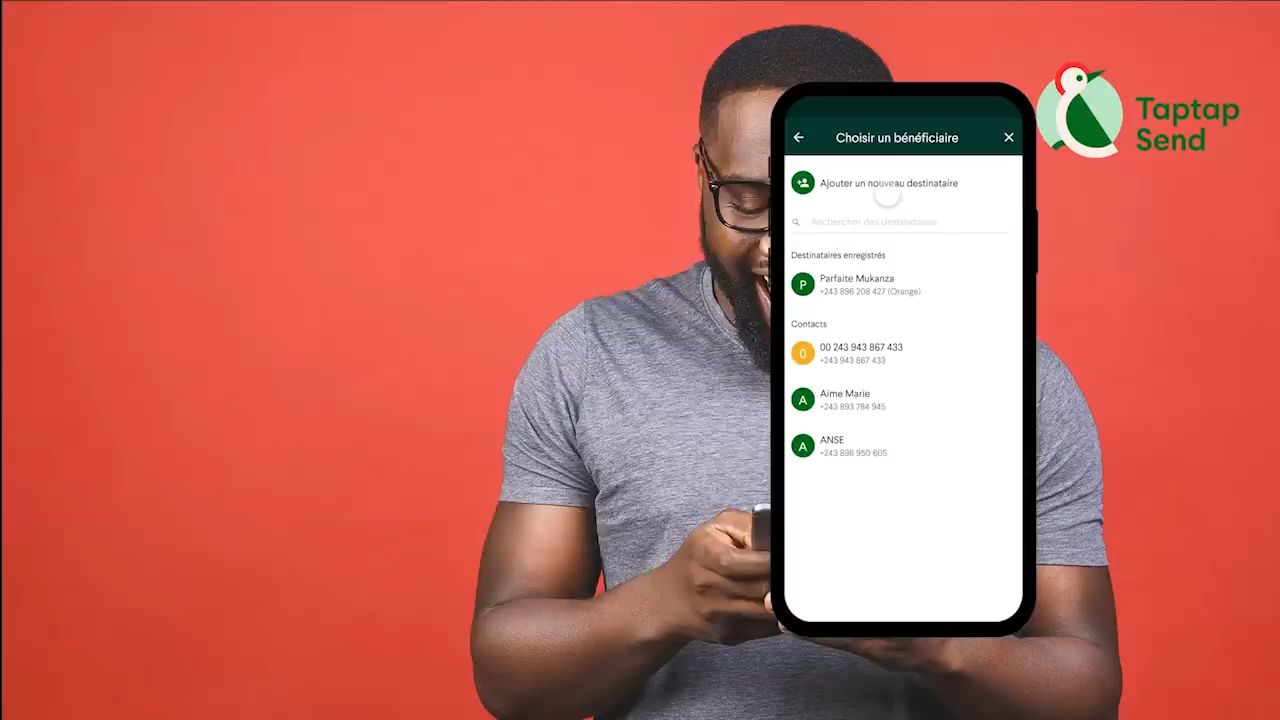 Taptap
Send
Choisir un bénéficiaire
Ajouter un nouveau destinataire
Rechercher des destinataires
Destinataires enregistrés
P
Parfaite Mukanza
+243 896 208 427 (Orange)
Contacts
0
00 243 943 867 433
+243 943 867 433
A
Aime Marie
+243 893 784 945
A
ANSE
+243 898 950 605